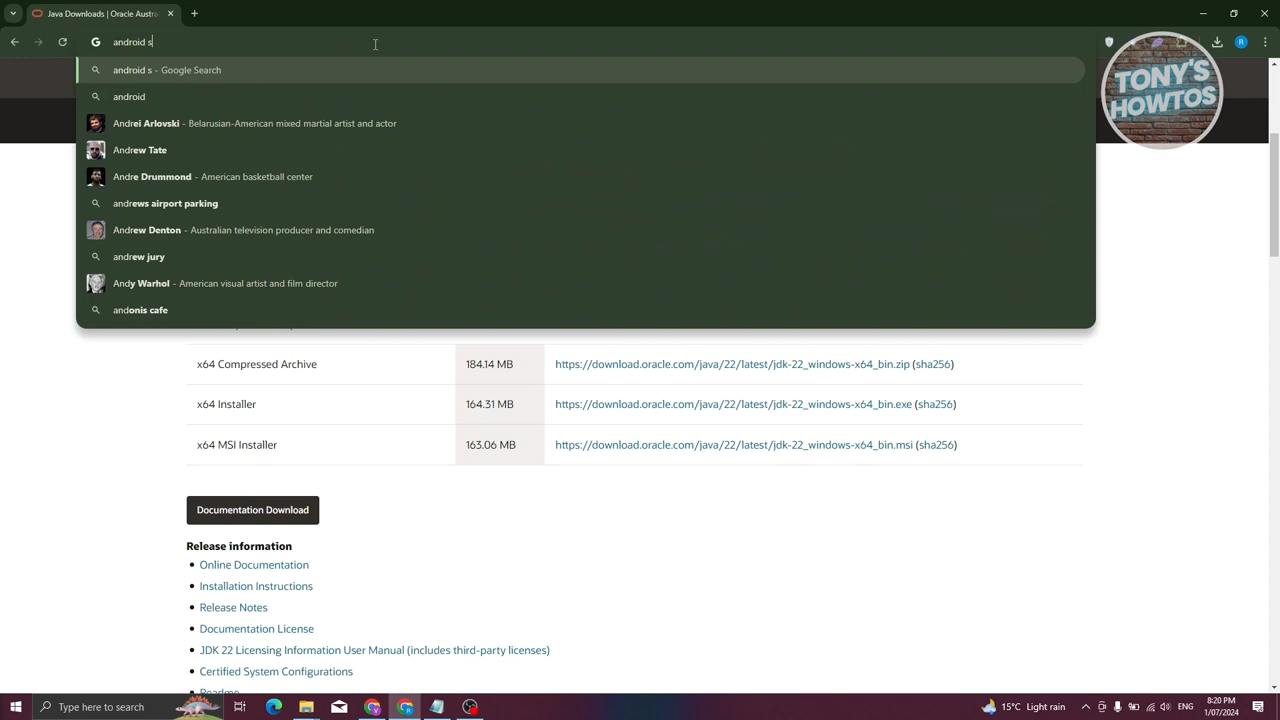 Java Downloads | Oracle Austra
android s
android s - Google Search
android
Andrei Arlovski - Belarusian-American mixed martial artist and actor
Andrew Tate
Andre Drummond - American basketball center
andrews airport parking
Andrew Denton - Australian television producer and comedian
andrew jury
Andy Warhol - American visual artist and film director
andonis cafe
TONY'S
HOWTOS
R
x64 Compressed Archive 184.14 MB https://download.oracle.com/java/22/latest/jdk-22_windows-x64_bin.zip (sha256)
x64 Installer 164.31 MB https://download.oracle.com/java/22/latest/jdk-22_windows-x64_bin.exe (sha256)
x64 MSI Installer 163.06 MB https://download.oracle.com/java/22/latest/jdk-22_windows-x64_bin.msi (sha256)
Documentation Download
Release information
Online Documentation
Installation Instructions
Release Notes
Documentation License
JDK 22 Licensing Information User Manual (includes third-party licenses)
Certified System Configurations
Readme
Type here to search
15°C Light rain
ENG
8:20 PM
1/07/2024